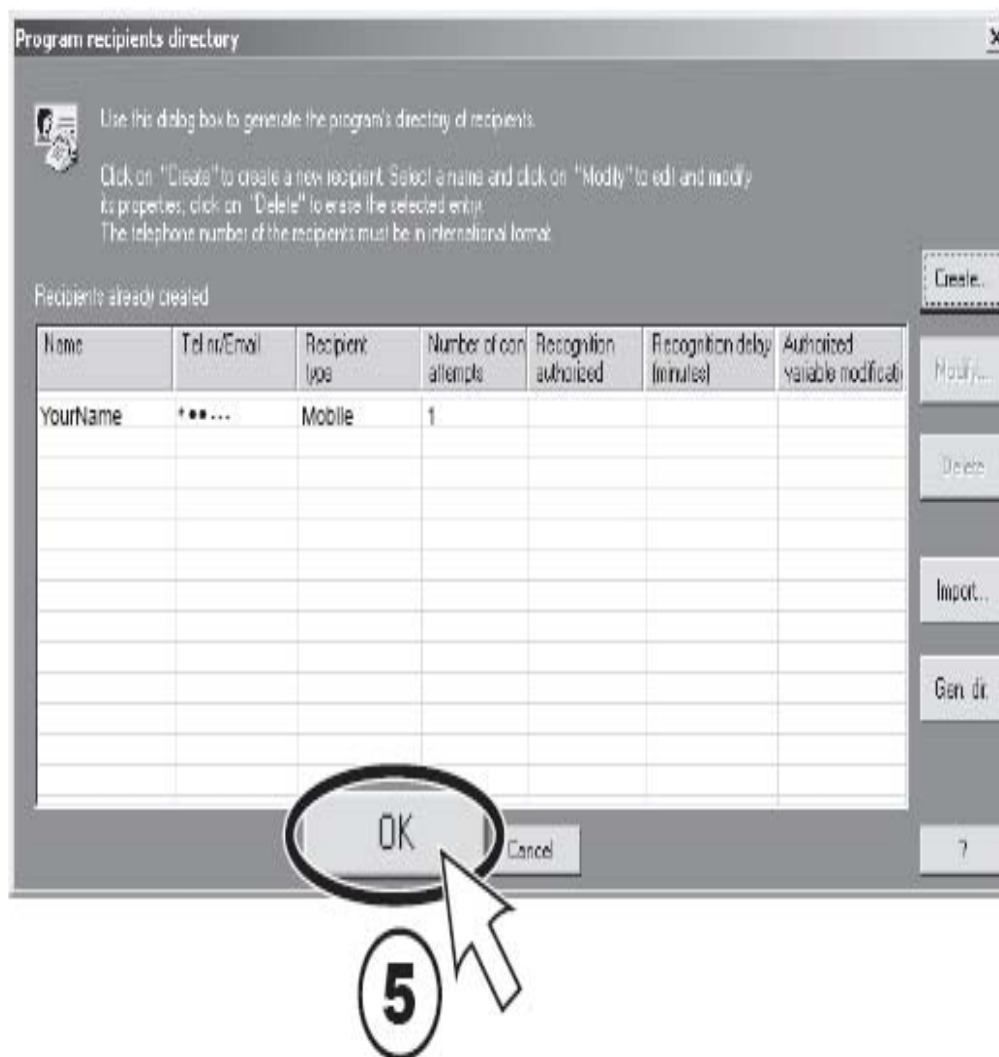 Program recipients directory
Use this dialog box to generate the program's directory of recipients.
Click on "Create" to create a new recipient. Select a name and click on "Modify" to edit and modify
its properties, click on "Delete" to erase the selected entry.
The telephone number of the recipients must be in international format.
Recipients already created
Create...
Name Tel nr/Email Recipient type Number of con attempts Recognition authorized Recognition delay (minutes) Authorized variable modificati
Modify...
YourName +••--- Mobile 1
Delete
Import...
Gen. dir.
OK
Cancel
?
5